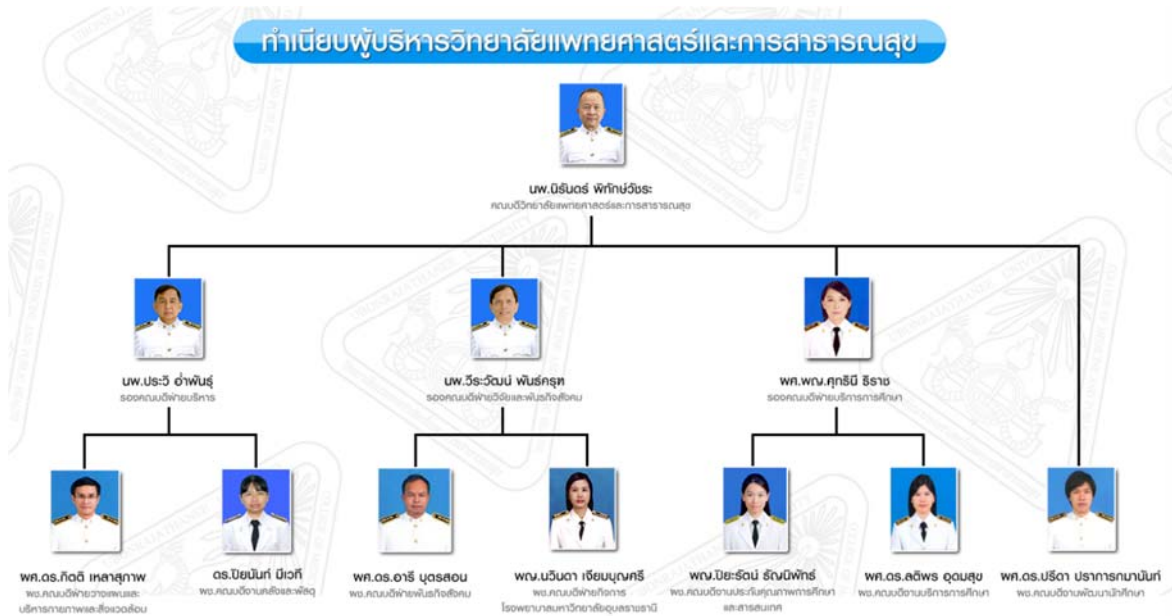 ทำเนียบผู้บริหารวิทยาลัยแพทยศาสตร์และการสาธารณสุข
นพ.นิรันดร์ พิทักษ์วัชระ
คณบดีวิทยาลัยแพทยศาสตร์และการสาธารณสุข
นพ.ประวิ อ่ำพันธุ์
รองคณบดีฝ่ายบริหาร
นพ.วีระวัฒน์ พันธ์ครุฑ
รองคณบดีฝ่ายวิจัยและพันธกิจสังคม
ผศ.พญ.ศุทธินี ธิราช
รองคณบดีฝ่ายบริการการศึกษา
ผศ.ดร.กิตติ เหลาสุภาพ
ผช.คณบดีฝ่ายวางแผนและ
บริหารกายภาพและสิ่งแวดล้อม
ดร.ปิยนันท์ มีเวที
ผช.คณบดีงานคลังและพัสดุ
ผศ.ดร.อารี บุตรสอน
ผช.คณบดีฝ่ายพันธกิจสังคม
พญ.นวินดา เจียมบุญศรี
ผช.คณบดีฝ่ายกิจการ
โรงพยาบาลมหาวิทยาลัยอุบลราชธานี
ผศ.พญ.ปิยะรัตน์ ธัญนิพัทธ์
ผช.คณบดีงานประกันคุณภาพการศึกษา
และสารสนเทศ
ผศ.ดร.ลติพร อุดมสุข
ผช.คณบดีงานบริการการศึกษา
ผศ.ดร.ปรีดา ปราการกมานันท์
ผช.คณบดีงานพัฒนานักศึกษา